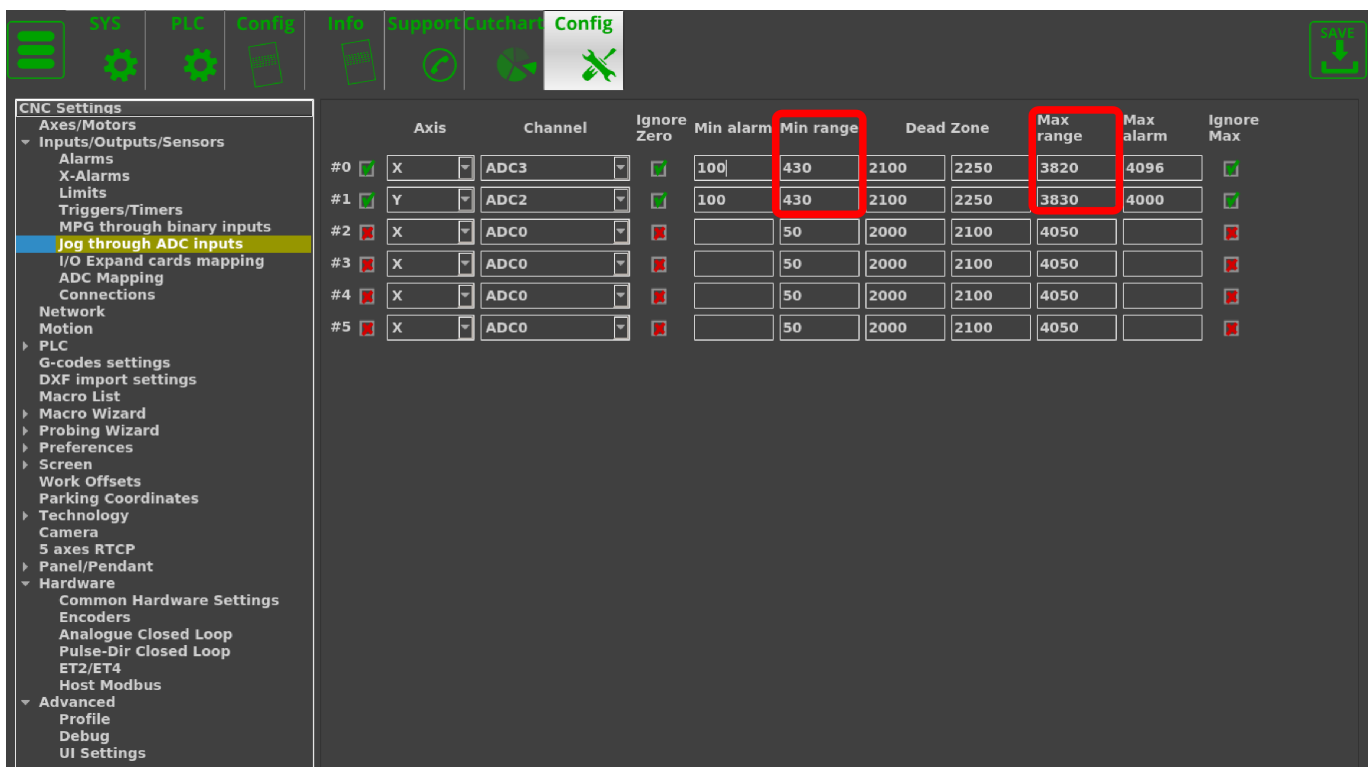 SYS PLC Config Info Support Cutchart Config SAVE
CNC Settings
Axes/Motors
Inputs/Outputs/Sensors
Alarms
X-Alarms
Limits
Triggers/Timers
MPG through binary inputs
Jog through ADC inputs
I/O Expand cards mapping
ADC Mapping
Connections
Network
Motion
PLC
G-codes settings
DXF import settings
Macro List
Macro Wizard
Probing Wizard
Preferences
Screen
Work Offsets
Parking Coordinates
Technology
Camera
5 axes RTCP
Panel/Pendant
Hardware
Common Hardware Settings
Encoders
Analogue Closed Loop
Pulse-Dir Closed Loop
ET2/ET4
Host Modbus
Advanced
Profile
Debug
UI Settings
Axis Channel Ignore Zero Min alarm Min range Dead Zone Max range Max alarm Ignore Max
#0 X ADC3 100 430 2100 2250 3820 4096
#1 Y ADC2 100 430 2100 2250 3830 4000
#2 X ADC0 50 2000 2100 4050
#3 X ADC0 50 2000 2100 4050
#4 X ADC0 50 2000 2100 4050
#5 X ADC0 50 2000 2100 4050